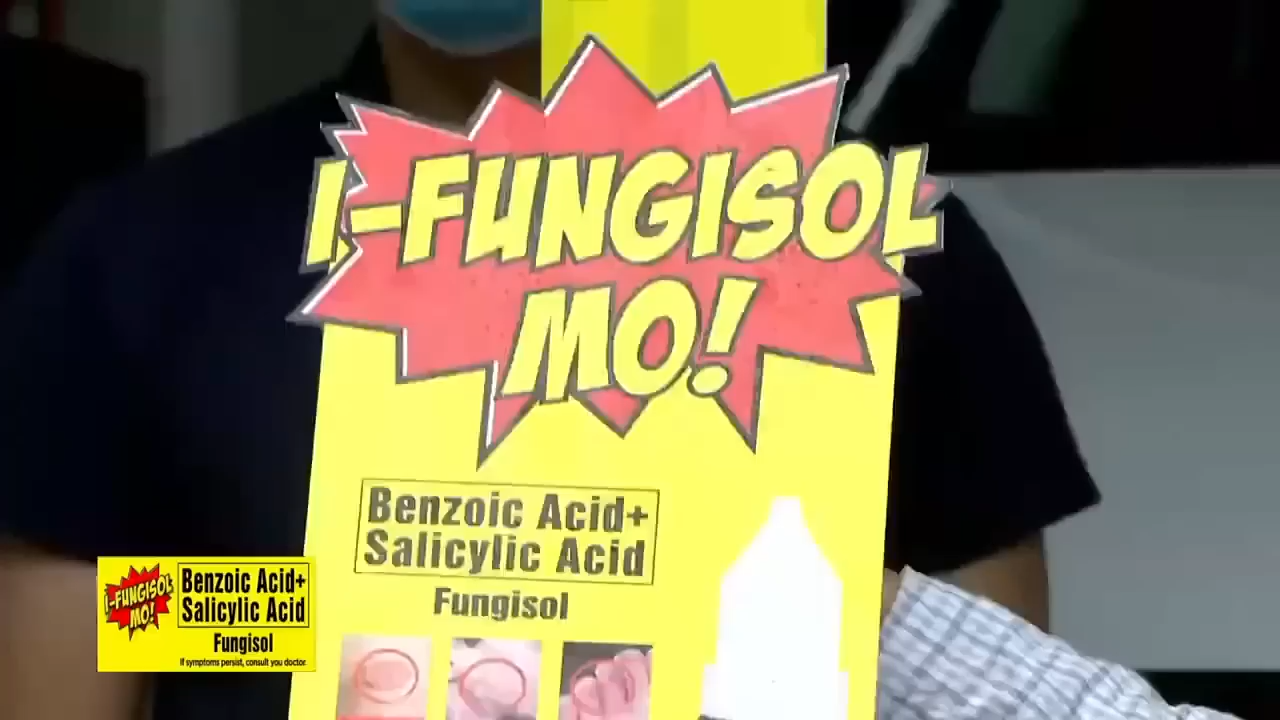 I-FUNGISOL
MO!
Benzoic Acid+
Salicylic Acid
Fungisol
I-FUNGISOL
MO!
Benzoic Acid+
Salicylic Acid
Fungisol
If symptoms persist, consult you doctor.